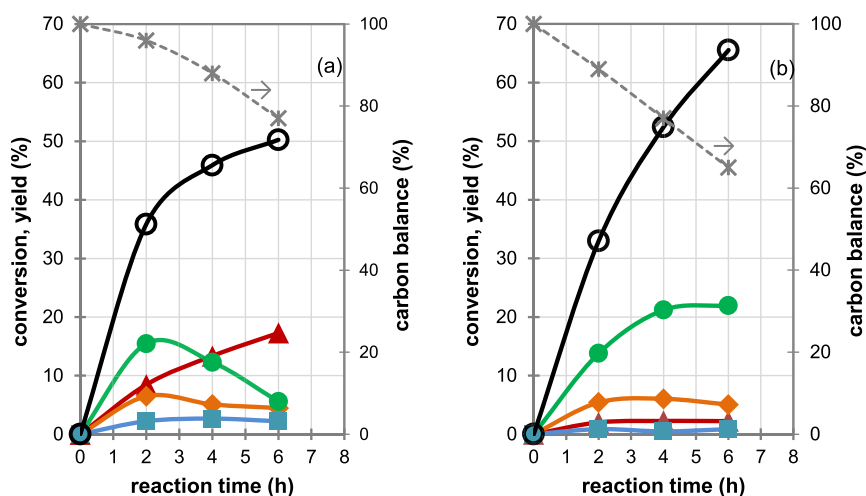 (a)
conversion, yield (%)
70
60
50
40
30
20
10
0
100
80
60
40
20
0
carbon balance (%)
0 1 2 3 4 5 6 7 8
reaction time (h)
(b)
conversion, yield (%)
70
60
50
40
30
20
10
0
100
80
60
40
20
0
carbon balance (%)
0 1 2 3 4 5 6 7 8
reaction time (h)